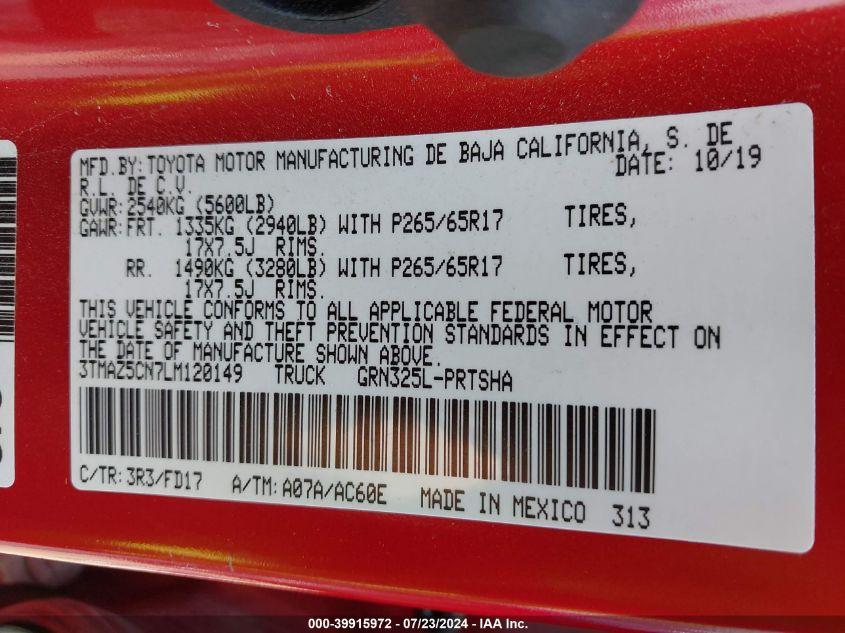 MFD.BY:TOYOTA MOTOR MANUFACTURING DE BAJA CALIFORNIA, S. DE
R.L. DE C.V. DATE: 10/19
GVWR:2540KG (5600LB)
GAWR:FRT. 1335KG (2940LB) WITH P265/65R17 TIRES,
17X7.5J RIMS.
RR. 1490KG (3280LB) WITH P265/65R17 TIRES,
17X7.5J RIMS.
THIS VEHICLE CONFORMS TO ALL APPLICABLE FEDERAL MOTOR
VEHICLE SAFETY AND THEFT PREVENTION STANDARDS IN EFFECT ON
THE DATE OF MANUFACTURE SHOWN ABOVE.
3TMAZ5CN7LM120149 TRUCK GRN325L-PRTSHA
C/TR:3R3/FD17 A/TM:A07A/AC60E MADE IN MEXICO 313
000-39915972 / 07/23/2024 - IAA Inc.